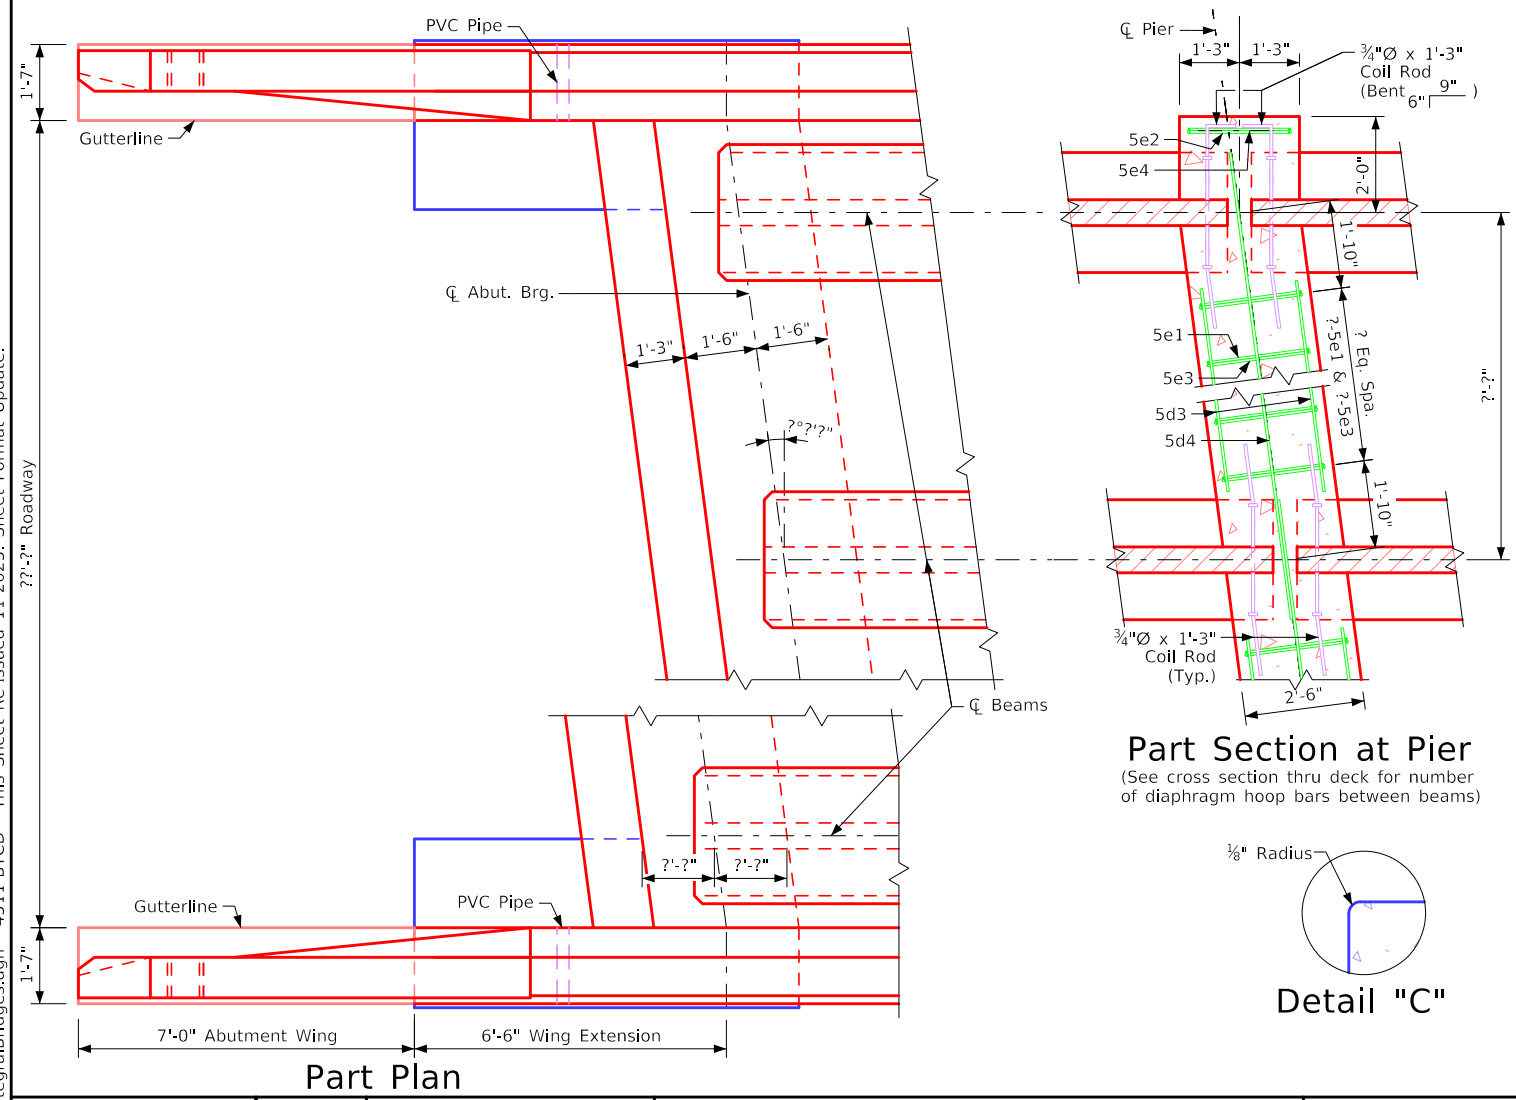 PVC Pipe
1'-7"
Gutterline
℄ Abut. Brg.
1'-3"
1'-6"
1'-6"
?°?'?"
??'-?" Roadway
℄ Beams
?'-?"
?'-?"
Gutterline
PVC Pipe
1'-7"
7'-0" Abutment Wing
6'-6" Wing Extension
Part Plan
℄ Pier
1'-3"
1'-3"
¾"Ø x 1'-3"
Coil Rod
(Bent 6" 9" )
5e2
5e4
2'-0"
1'-10"
5e1
5e3
? Eq. Spa.
?-5e1 & ?-5e3
?'-?"
5d3
5d4
1'-10"
¾"Ø x 1'-3"
Coil Rod
(Typ.)
2'-6"
Part Section at Pier
(See cross section thru deck for number
of diaphragm hoop bars between beams)
⅛" Radius
Detail "C"